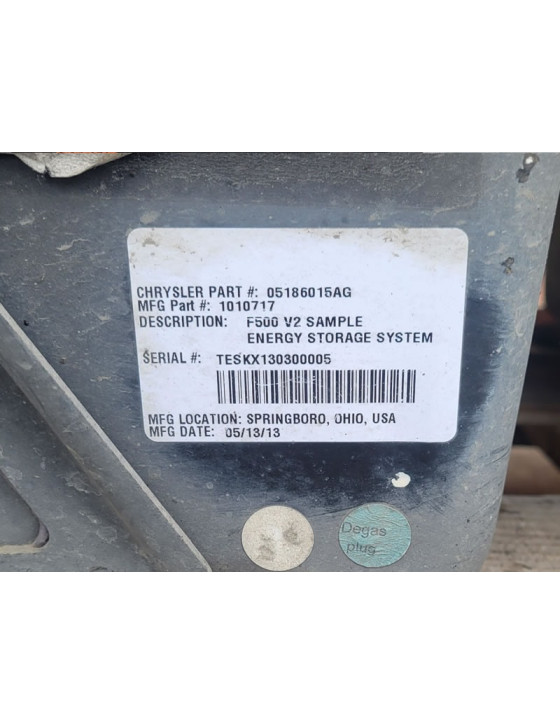 CHRYSLER PART #: 05186015AG
MFG Part #: 1010717
DESCRIPTION: F500 V2 SAMPLE
ENERGY STORAGE SYSTEM
SERIAL #: TESKX130300005
MFG LOCATION: SPRINGBORO, OHIO, USA
MFG DATE: 05/13/13
Degas
plug